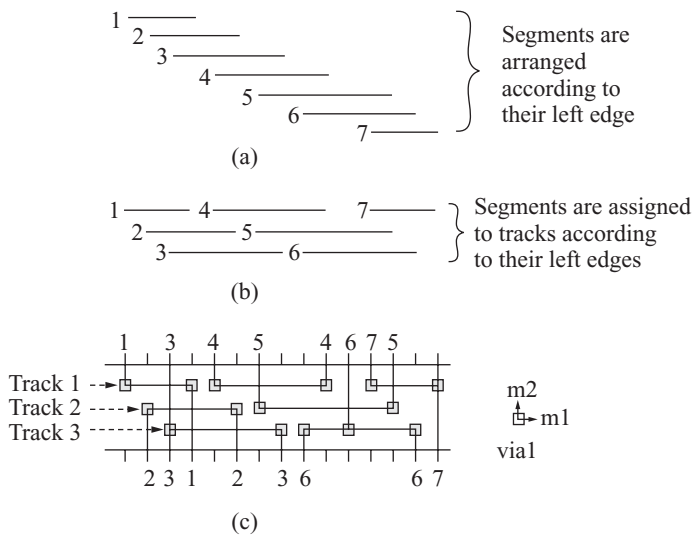 1
2
3
4
5
6
7
Segments are
arranged
according to
their left edge
(a)
1 4 7
2 5
3 6
Segments are assigned
to tracks according
to their left edges
(b)
1 3 4 5 4 6 7 5
Track 1
Track 2
Track 3
2 3 1 2 3 6 6 7
m2
m1
via1
(c)